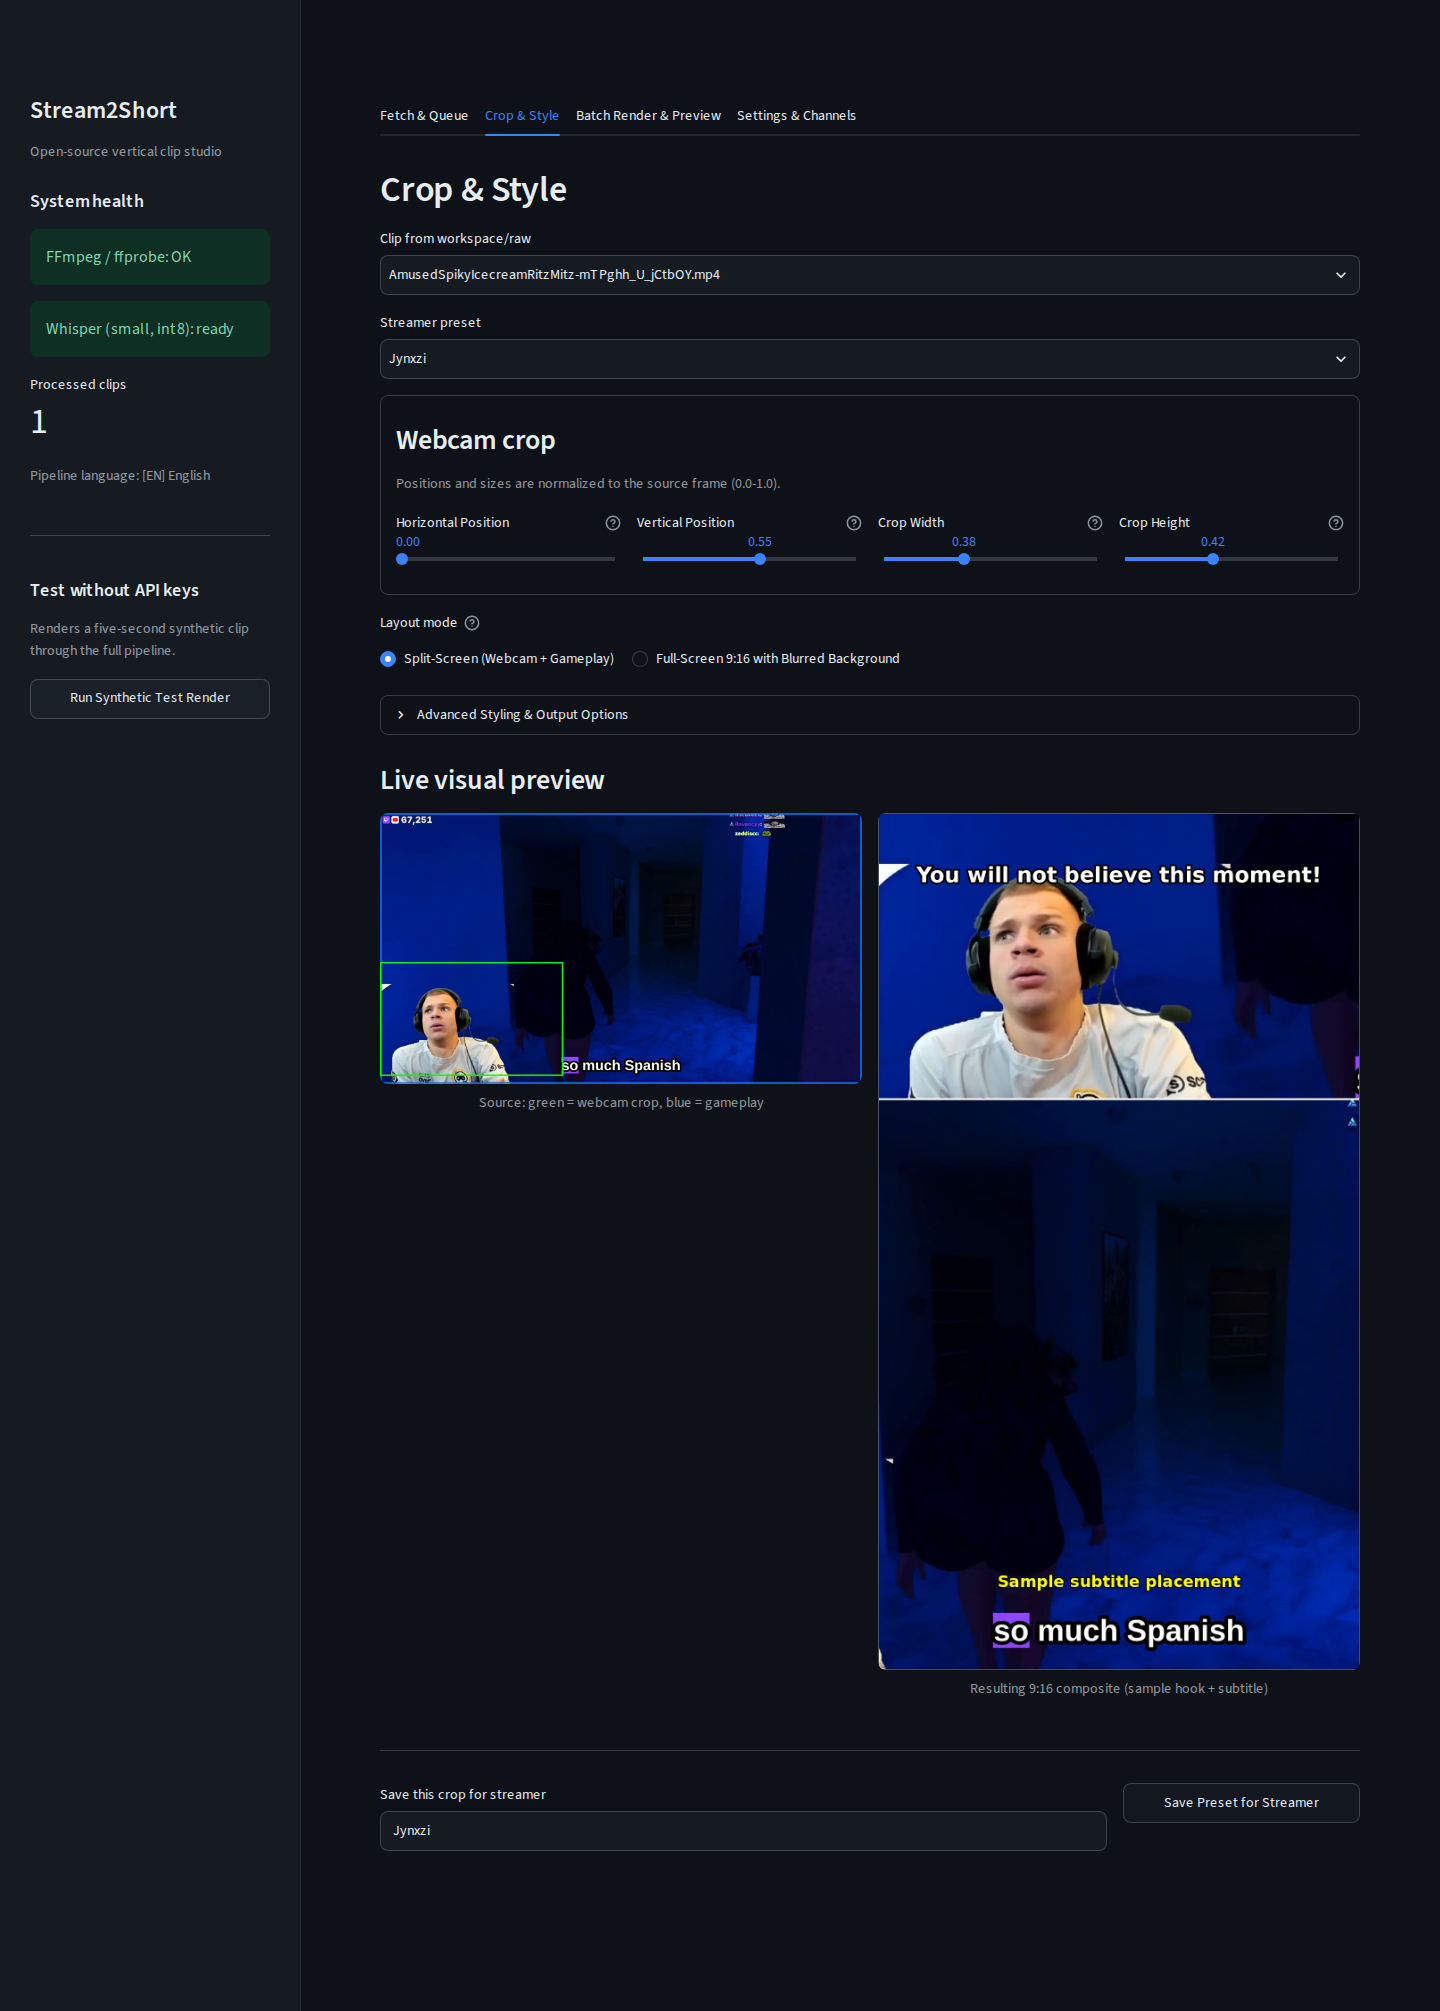 Stream2Short
Open-source vertical clip studio
System health
FFmpeg / ffprobe: OK
Whisper (small, int8): ready
Processed clips
1
Pipeline language: [EN] English
Test without API keys
Renders a five-second synthetic clip
through the full pipeline.
Run Synthetic Test Render
Fetch & Queue
Crop & Style
Batch Render & Preview
Settings & Channels
Crop & Style
Clip from workspace/raw
AmusedSpikyIcecreamRitzMitz-mTPghh_U_jCtbOY.mp4
Streamer preset
Jynxzi
Webcam crop
Positions and sizes are normalized to the source frame (0.0-1.0).
Horizontal Position
0.00
Vertical Position
0.55
Crop Width
0.38
Crop Height
0.42
Layout mode
Split-Screen (Webcam + Gameplay)
Full-Screen 9:16 with Blurred Background
Advanced Styling & Output Options
Live visual preview
67,251
zeddiscc:
so much Spanish
Source: green = webcam crop, blue = gameplay
You will not believe this moment!
Sample subtitle placement
so much Spanish
Resulting 9:16 composite (sample hook + subtitle)
Save this crop for streamer
Jynxzi
Save Preset for Streamer